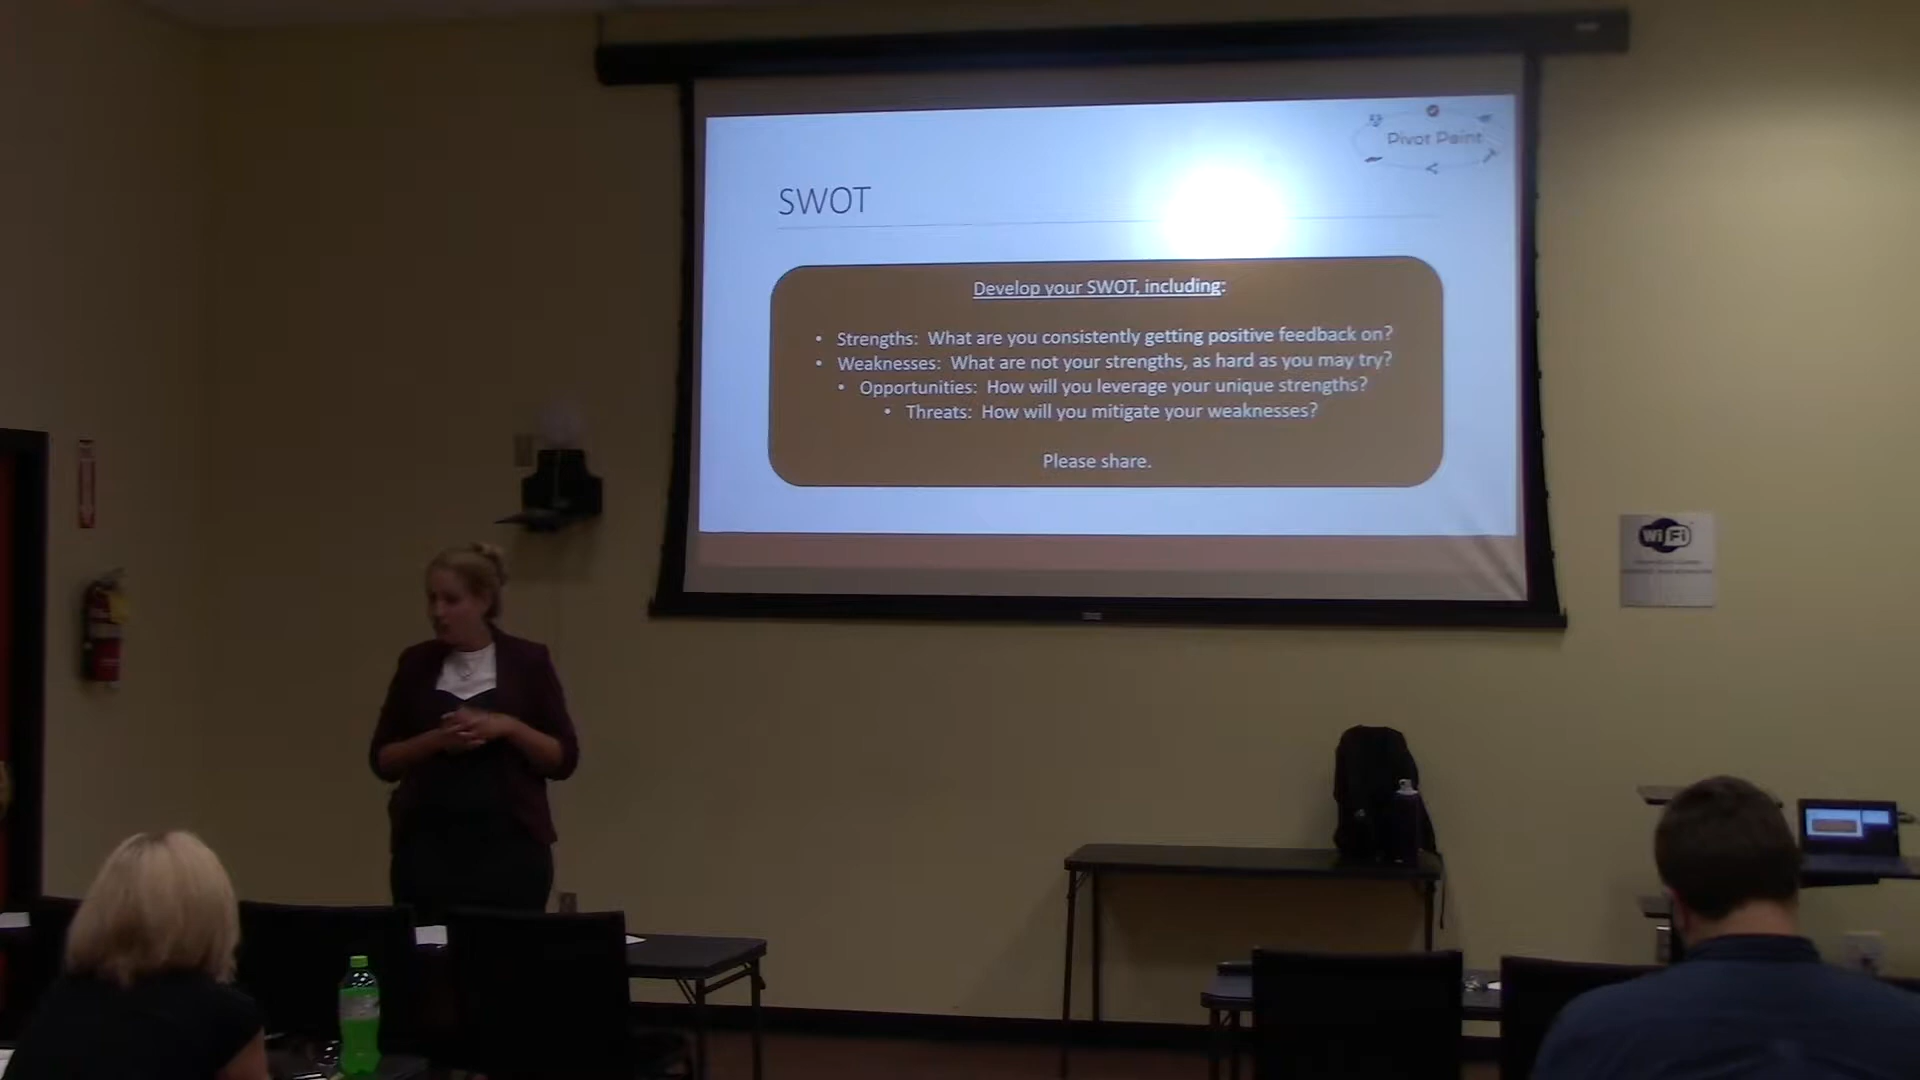 Pivot Point
SWOT
Develop your SWOT, including:
• Strengths: What are you consistently getting positive feedback on?
• Weaknesses: What are not your strengths, as hard as you may try?
• Opportunities: How will you leverage your unique strengths?
• Threats: How will you mitigate your weaknesses?
Please share.
Wi Fi